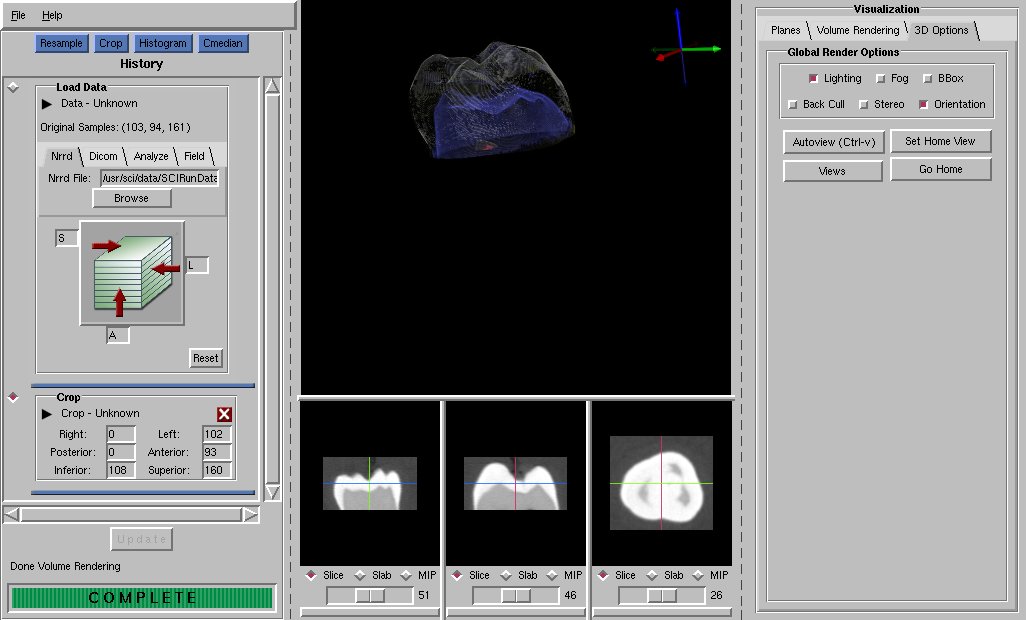 File Help
Resample Crop Histogram Cmedian
History
Load Data
Data - Unknown
Original Samples: (103, 94, 161)
Nrrd Dicom Analyze Field
Nrrd File: /usr/sci/data/SCIRunData
Browse
S
L
A
Reset
Crop
Crop - Unknown
Right: 0 Left: 102
Posterior: 0 Anterior: 93
Inferior: 108 Superior: 160
Update
Done Volume Rendering
COMPLETE
Slice Slab MIP
51
Slice Slab MIP
46
Slice Slab MIP
26
Visualization
Planes Volume Rendering 3D Options
Global Render Options
Lighting Fog BBox
Back Cull Stereo Orientation
Autoview (Ctrl-v) Set Home View
Views Go Home